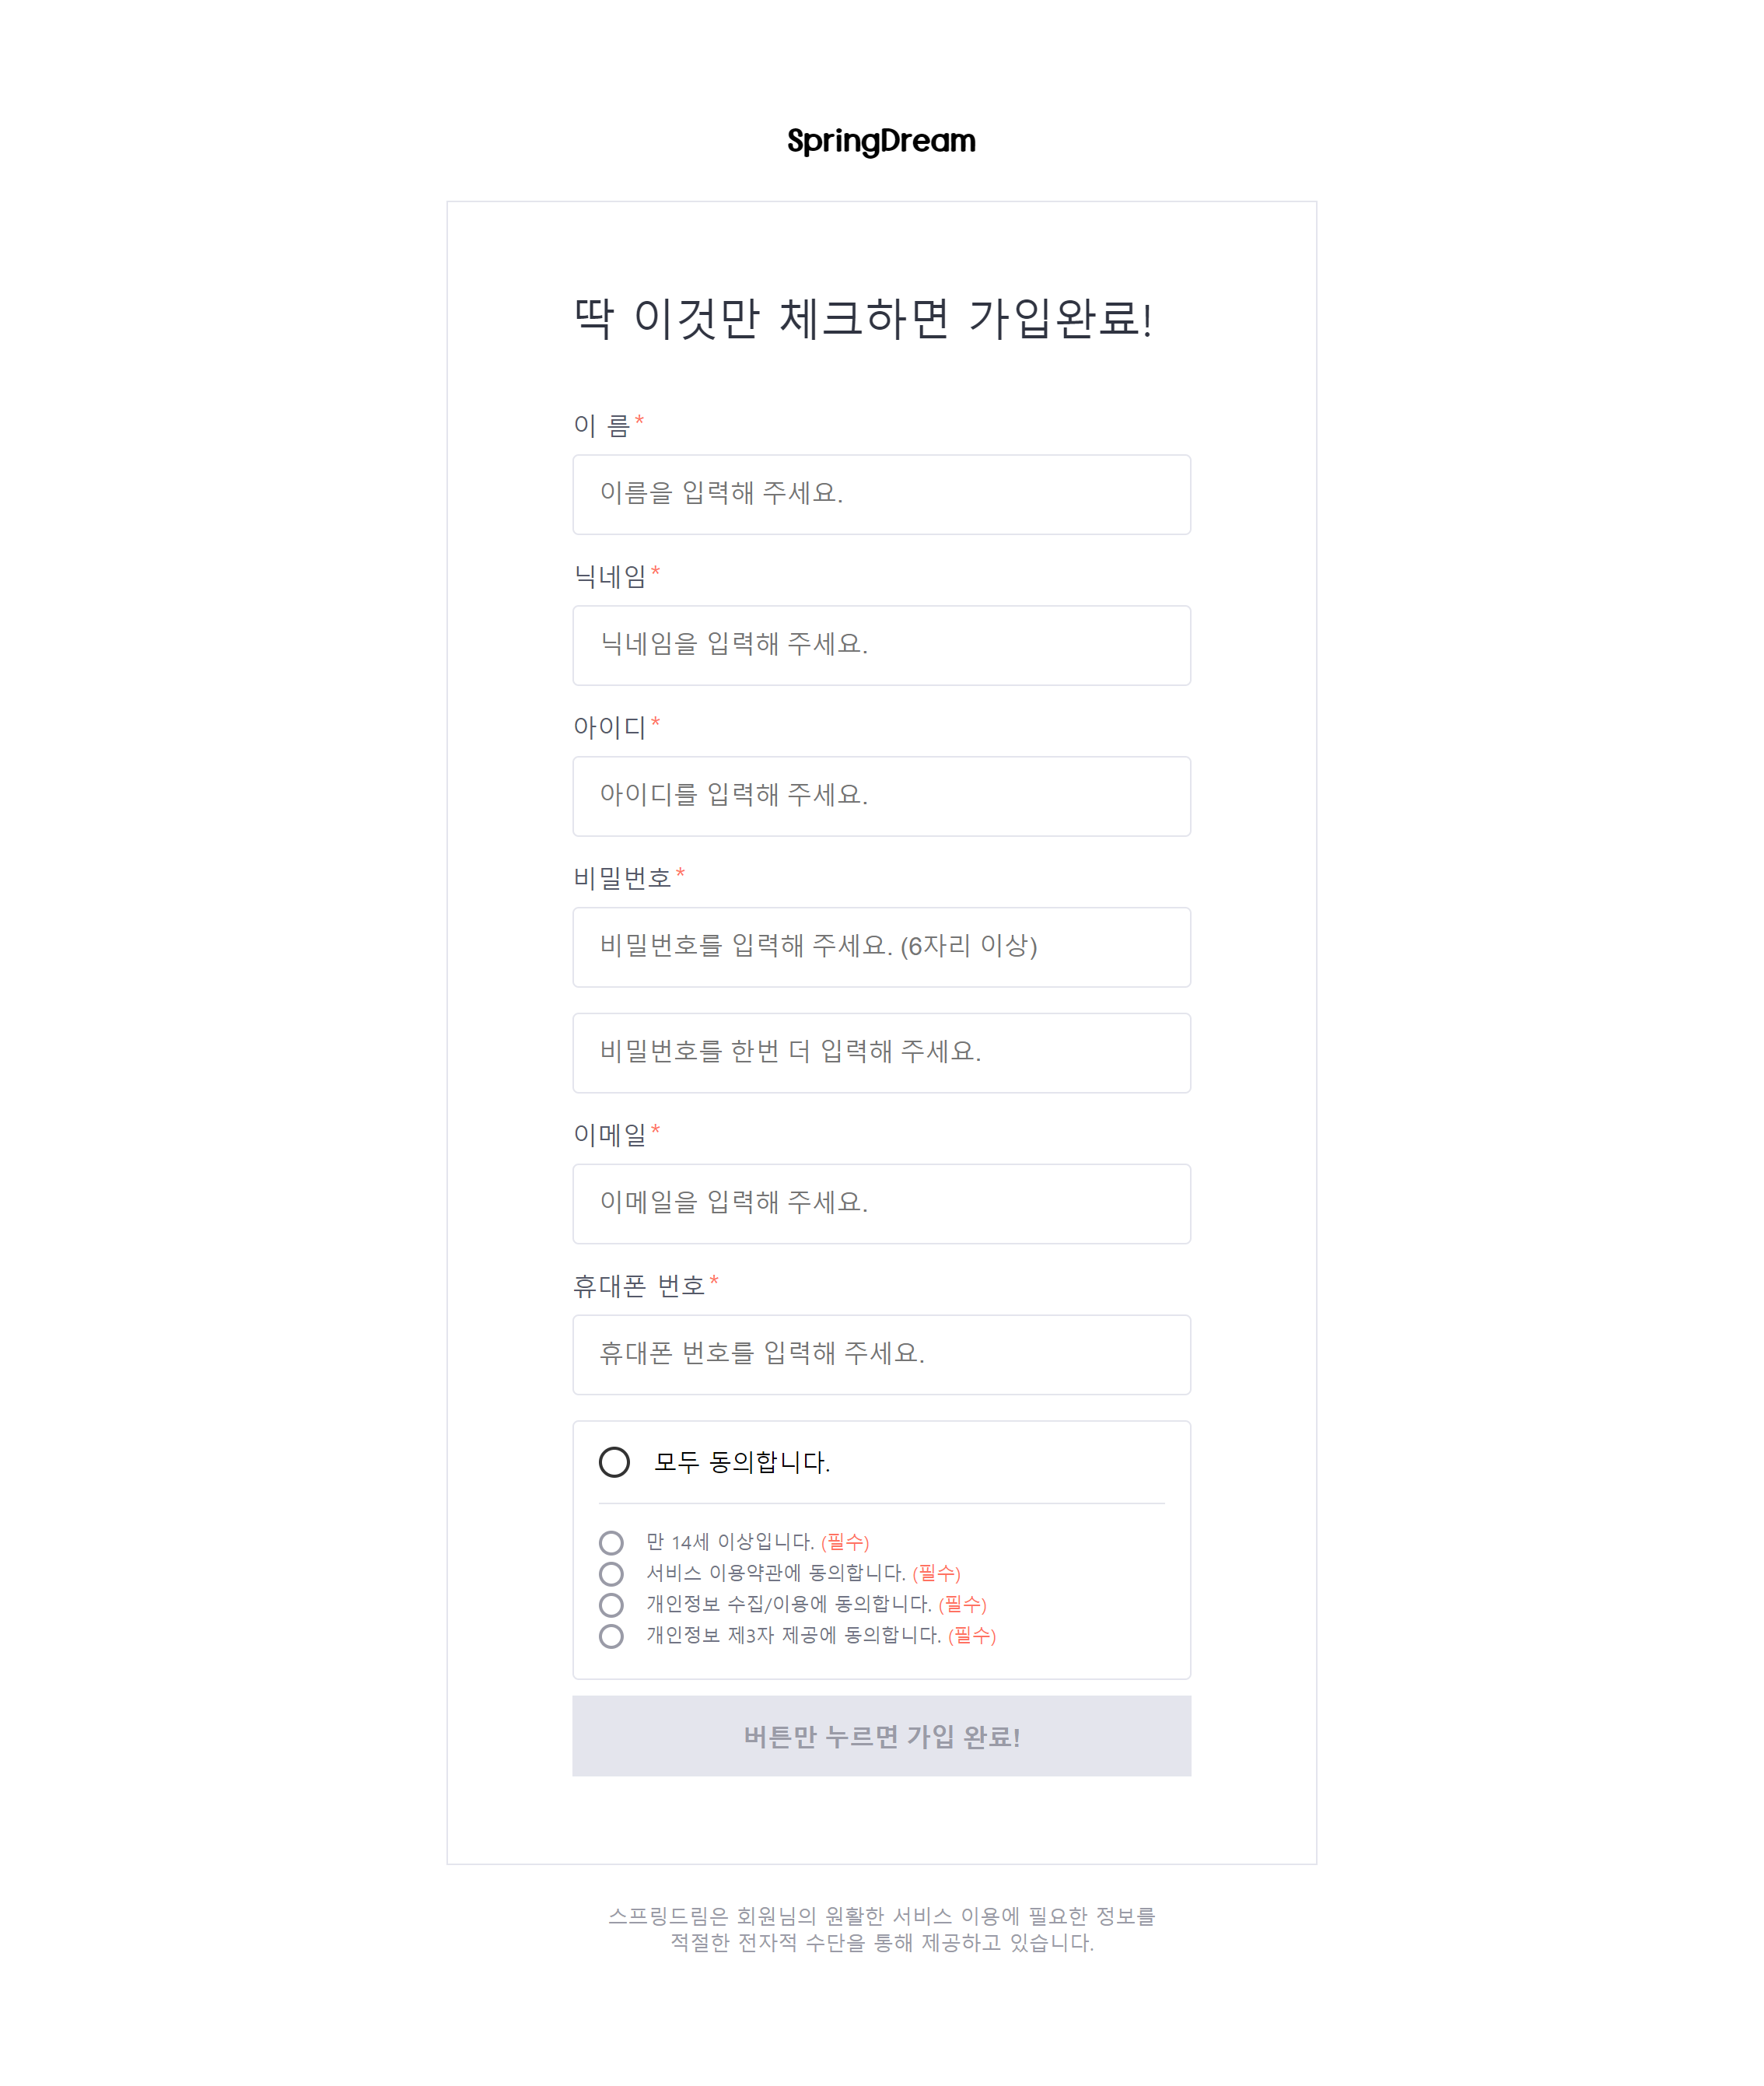 SpringDream
딱 이것만 체크하면 가입완료!
이 름*
이름을 입력해 주세요.
닉네임*
닉네임을 입력해 주세요.
아이디*
아이디를 입력해 주세요.
비밀번호*
비밀번호를 입력해 주세요. (6자리 이상)
비밀번호를 한번 더 입력해 주세요.
이메일*
이메일을 입력해 주세요.
휴대폰 번호*
휴대폰 번호를 입력해 주세요.
모두 동의합니다.
만 14세 이상입니다. (필수)
서비스 이용약관에 동의합니다. (필수)
개인정보 수집/이용에 동의합니다. (필수)
개인정보 제3자 제공에 동의합니다. (필수)
버튼만 누르면 가입 완료!
스프링드림은 회원님의 원활한 서비스 이용에 필요한 정보를
적절한 전자적 수단을 통해 제공하고 있습니다.